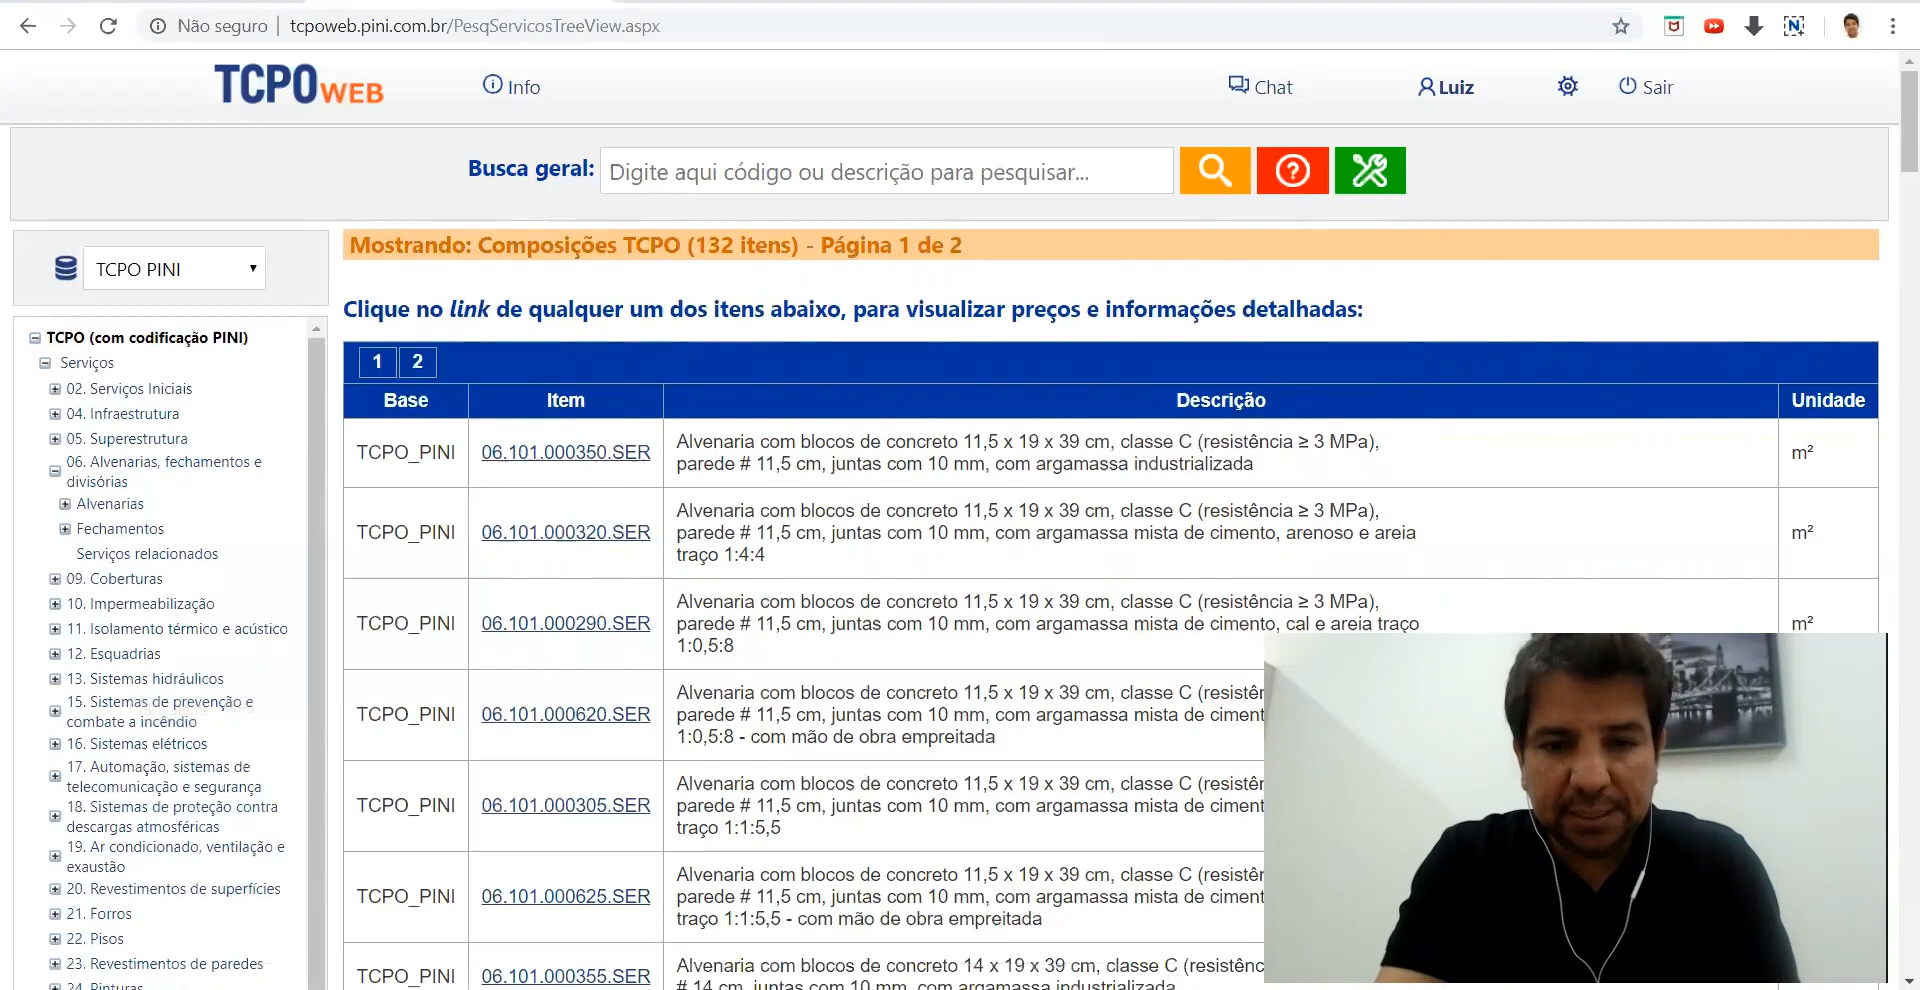 Não seguro | tcpoweb.pini.com.br/PesqServicosTreeView.aspx
TCPOWEB
Info
Chat
Luiz
Sair
Busca geral:
Digite aqui código ou descrição para pesquisar...
TCPO PINI
Mostrando: Composições TCPO (132 itens) - Página 1 de 2
Clique no link de qualquer um dos itens abaixo, para visualizar preços e informações detalhadas:
TCPO (com codificação PINI)
Serviços
02. Serviços Iniciais
04. Infraestrutura
05. Superestrutura
06. Alvenarias, fechamentos e
divisórias
Alvenarias
Fechamentos
Serviços relacionados
09. Coberturas
10. Impermeabilização
11. Isolamento térmico e acústico
12. Esquadrias
13. Sistemas hidráulicos
15. Sistemas de prevenção e
combate a incêndio
16. Sistemas elétricos
17. Automação, sistemas de
telecomunicação e segurança
18. Sistemas de proteção contra
descargas atmosféricas
19. Ar condicionado, ventilação e
exaustão
20. Revestimentos de superfícies
21. Forros
22. Pisos
23. Revestimentos de paredes
24. Pinturas
1 2
Base Item Descrição Unidade
TCPO_PINI 06.101.000350.SER Alvenaria com blocos de concreto 11,5 x 19 x 39 cm, classe C (resistência ≥ 3 MPa), m²
parede # 11,5 cm, juntas com 10 mm, com argamassa industrializada
TCPO_PINI 06.101.000320.SER Alvenaria com blocos de concreto 11,5 x 19 x 39 cm, classe C (resistência ≥ 3 MPa), m²
parede # 11,5 cm, juntas com 10 mm, com argamassa mista de cimento, arenoso e areia
traço 1:4:4
TCPO_PINI 06.101.000290.SER Alvenaria com blocos de concreto 11,5 x 19 x 39 cm, classe C (resistência ≥ 3 MPa), m²
parede # 11,5 cm, juntas com 10 mm, com argamassa mista de cimento, cal e areia traço
1:0,5:8
TCPO_PINI 06.101.000620.SER Alvenaria com blocos de concreto 11,5 x 19 x 39 cm, classe C
parede # 11,5 cm, juntas com 10 mm, com argamassa mista de
1:0,5:8 - com mão de obra empreitada
TCPO_PINI 06.101.000305.SER Alvenaria com blocos de concreto 11,5 x 19 x 39 cm, classe C
parede # 11,5 cm, juntas com 10 mm, com argamassa mista de
traço 1:1:5,5
TCPO_PINI 06.101.000625.SER Alvenaria com blocos de concreto 11,5 x 19 x 39 cm, classe C
parede # 11,5 cm, juntas com 10 mm, com argamassa mista de
traço 1:1:5,5 - com mão de obra empreitada
TCPO_PINI 06.101.000355.SER Alvenaria com blocos de concreto 14 x 19 x 39 cm, classe C
# 14 cm, juntas com 10 mm, com argamassa industrializada